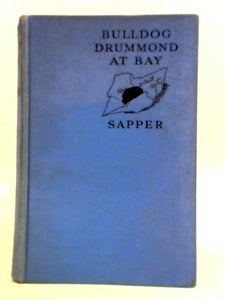 BULLDOG
DRUMMOND
AT BAY
SAPPER